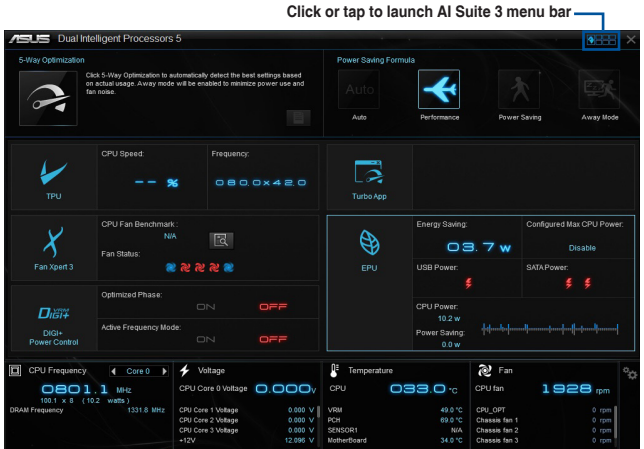 Click or tap to launch AI Suite 3 menu bar
ASUS Dual Intelligent Processors 5
5-Way Optimization
Click 5-Way Optimization to automatically detect the best settings based
on actual usage. Away mode will be enabled to minimize power use and
fan noise.
Power Saving Formula
Auto
Auto
Performance
Power Saving
Away Mode
TPU
CPU Speed:
-- %
Frequency:
080.0x42.0
Turbo App
Fan Xpert 3
CPU Fan Benchmark :
N/A
Fan Status:
EPU
Energy Saving:
03.7 w
Configured Max CPU Power:
Disable
USB Power:
SATA Power:
CPU Power:
10.2 w
Power Saving:
0.0 w
DIGI+ VRM
DIGI+
Power Control
Optimized Phase:
ON OFF
Active Frequency Mode:
ON OFF
CPU Frequency
Core 0
0801.1 MHz
100.1 x 8 (10.2 watts )
DRAM Frequency 1331.8 MHz
Voltage
CPU Core 0 Voltage 0.000v
CPU Core 1 Voltage 0.000 V
CPU Core 2 Voltage 0.000 V
CPU Core 3 Voltage 0.000 V
+12V 12.096 V
Temperature
CPU 033.0 °C
VRM 49.0 °C
PCH 69.0 °C
SENSOR1 N/A
MotherBoard 34.0 °C
Fan
CPU fan 1928 rpm
CPU_OPT 0 rpm
Chassis fan 1 0 rpm
Chassis fan 2 0 rpm
Chassis fan 3 0 rpm